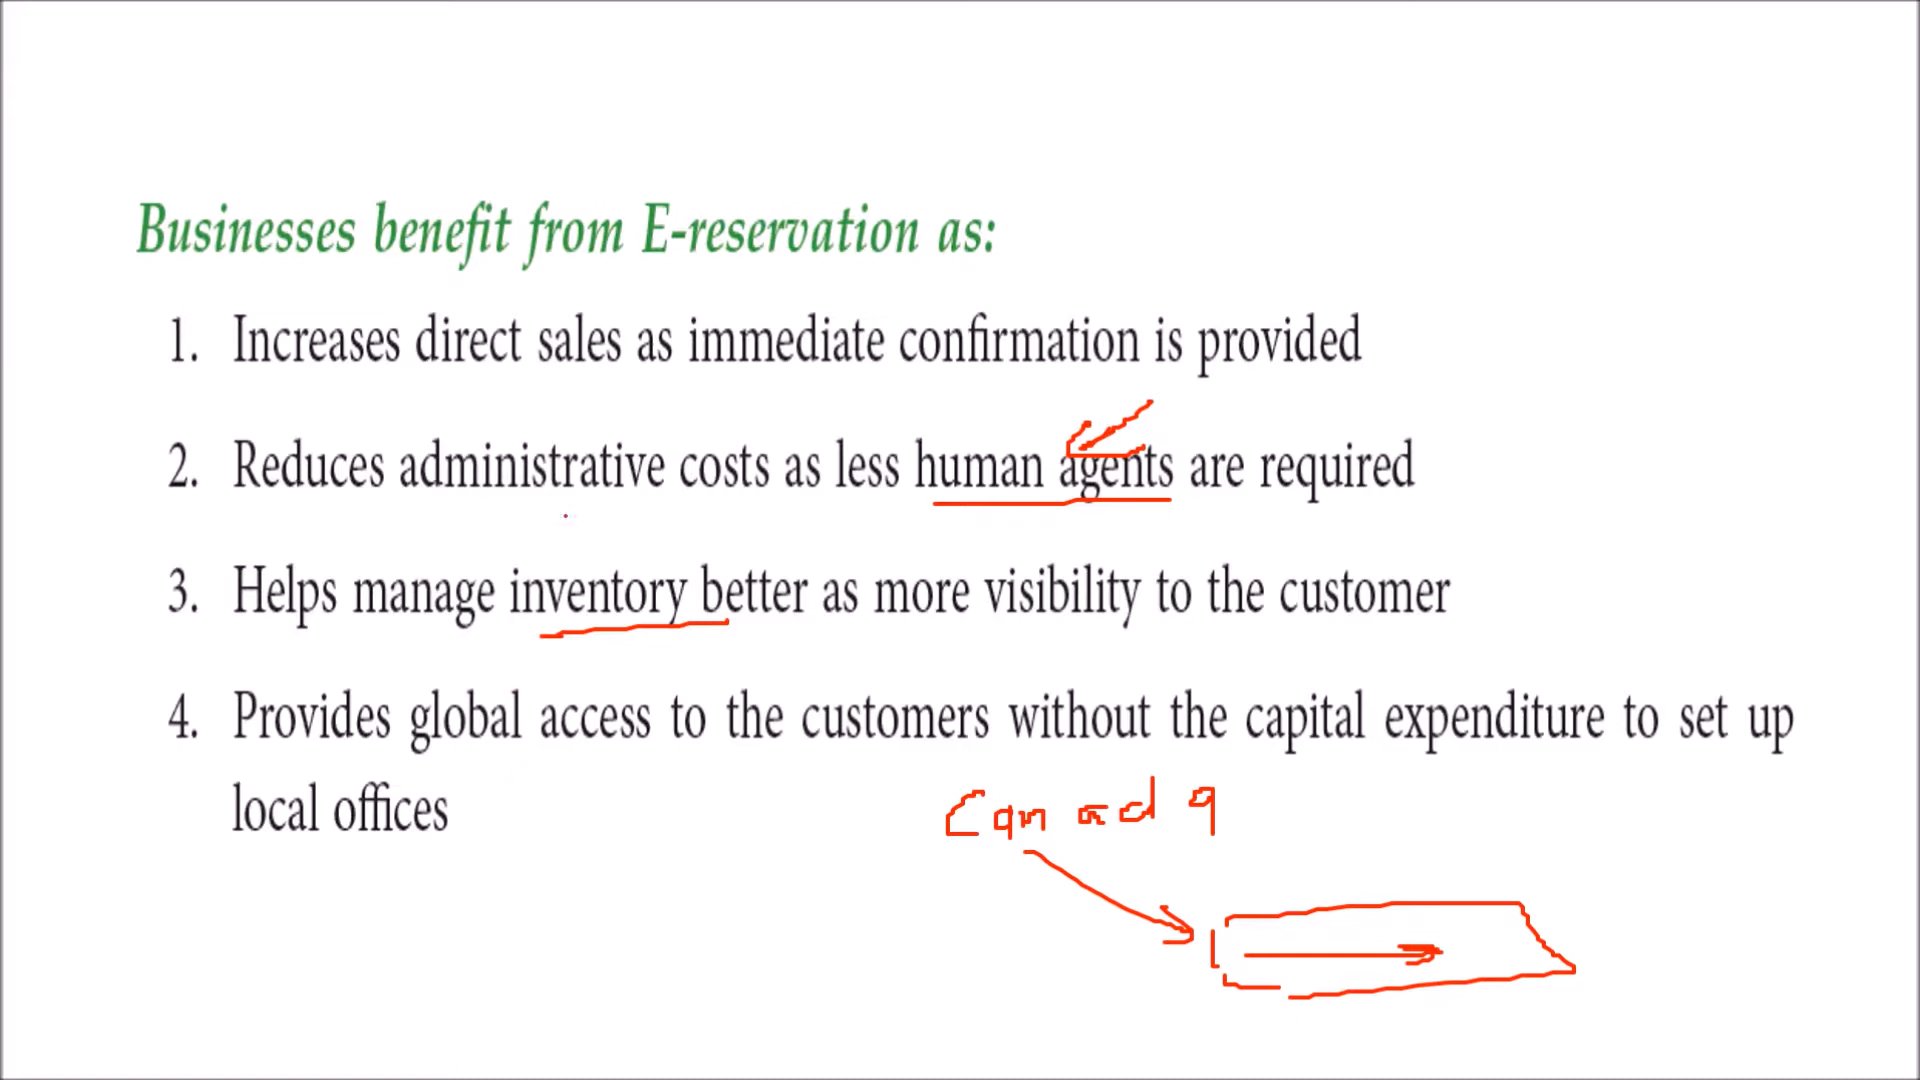 Businesses benefit from E-reservation as:
1. Increases direct sales as immediate confirmation is provided
2. Reduces administrative costs as less human agents are required
3. Helps manage inventory better as more visibility to the customer
4. Provides global access to the customers without the capital expenditure to set up
local offices
Canada